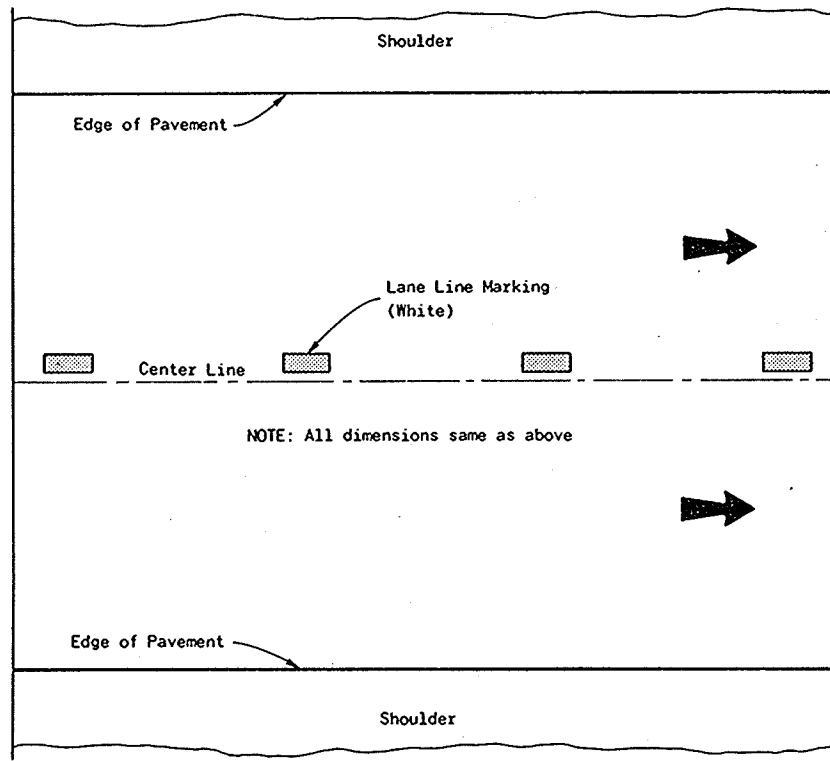 Shoulder
Edge of Pavement
Lane Line Marking
(White)
Center Line
NOTE: All dimensions same as above
Edge of Pavement
Shoulder